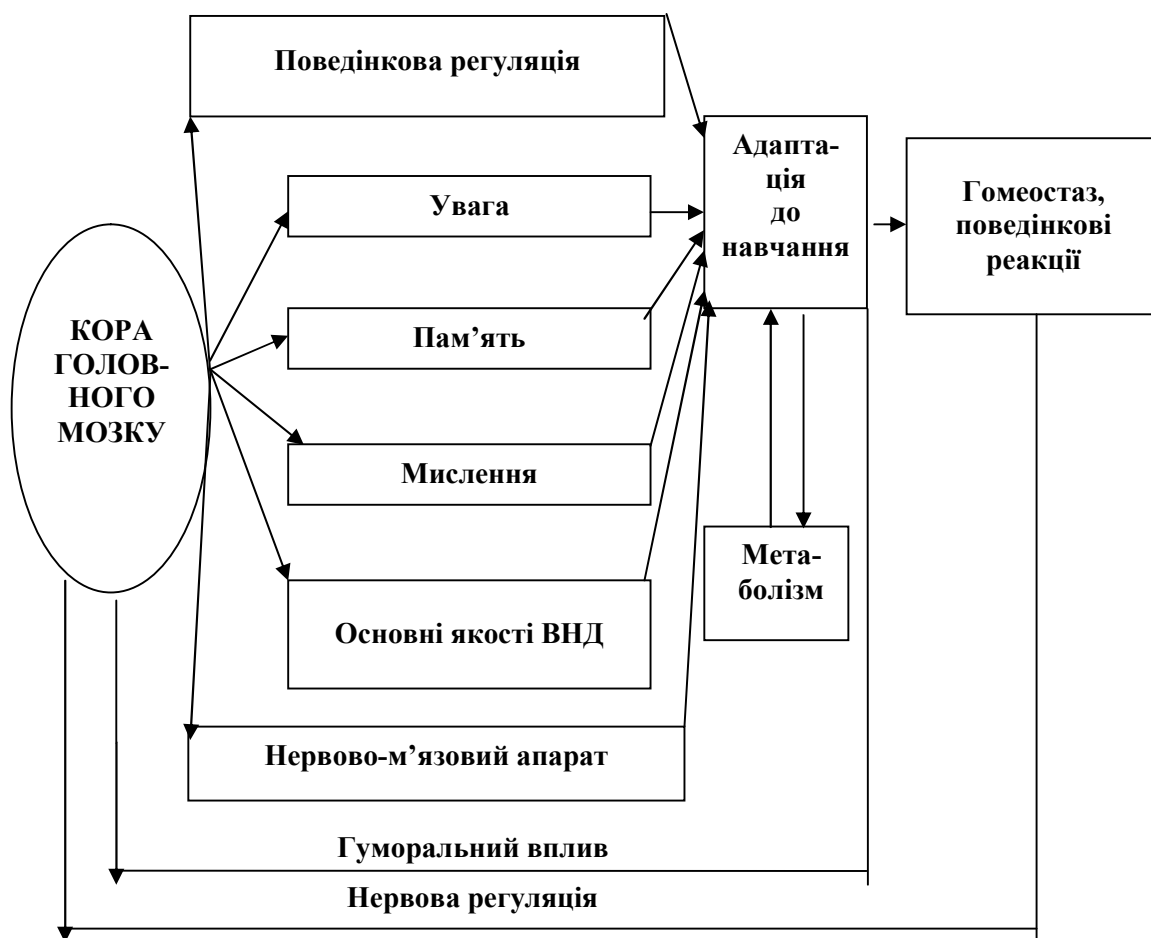 Поведінкова регуляція
Адапта-
ція
до
навчання
Гомеостаз,
поведінкові
реакції
Увага
КОРА
ГОЛОВ-
НОГО
МОЗКУ
Пам’ять
Мислення
Мета-
болізм
Основні якості ВНД
Нервово-м’язовий апарат
Гуморальний вплив
Нервова регуляція